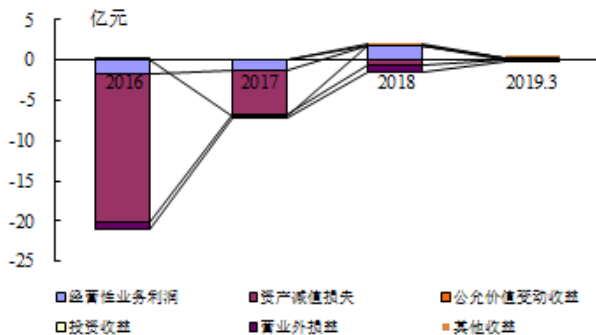 亿元
5
0
-5
-10
-15
-20
-25
2016
2017
2018
2019.3
经营性业务利润
资产减值损失
公允价值变动收益
投资收益
营业外损益
其他收益